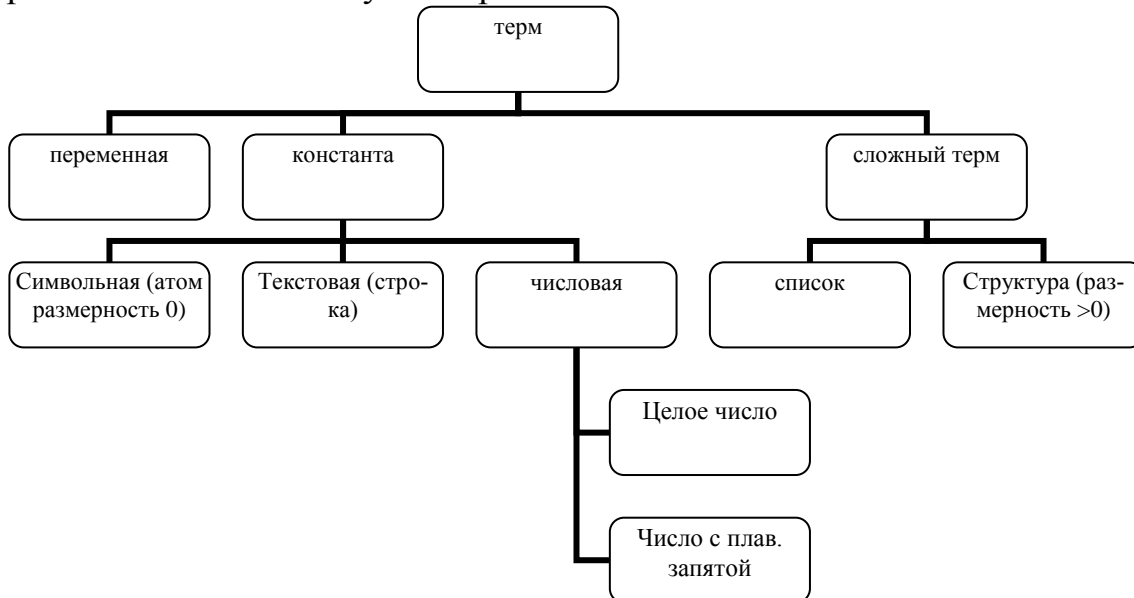 терм
переменная
константа
сложный терм
Символьная (атом
размерность 0)
Текстовая (стро-
ка)
числовая
список
Структура (раз-
мерность >0)
Целое число
Число с плав.
запятой